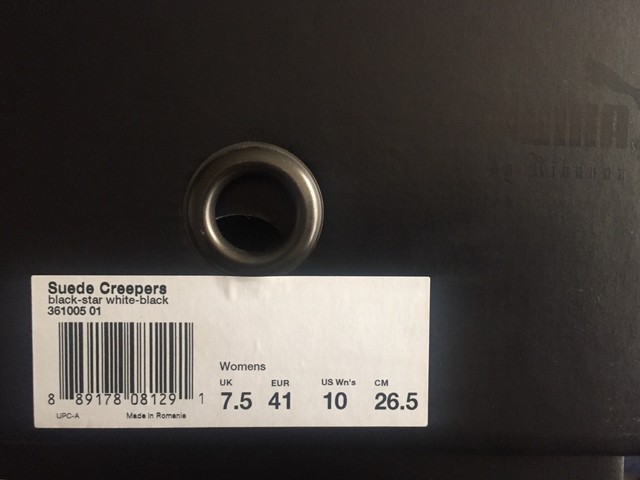 Suede Creepers
black-star white-black
361005 01
8 89178 08129 1
UPC-A Made in Romania
Womens
UK EUR US Wn's CM
7.5 41 10 26.5